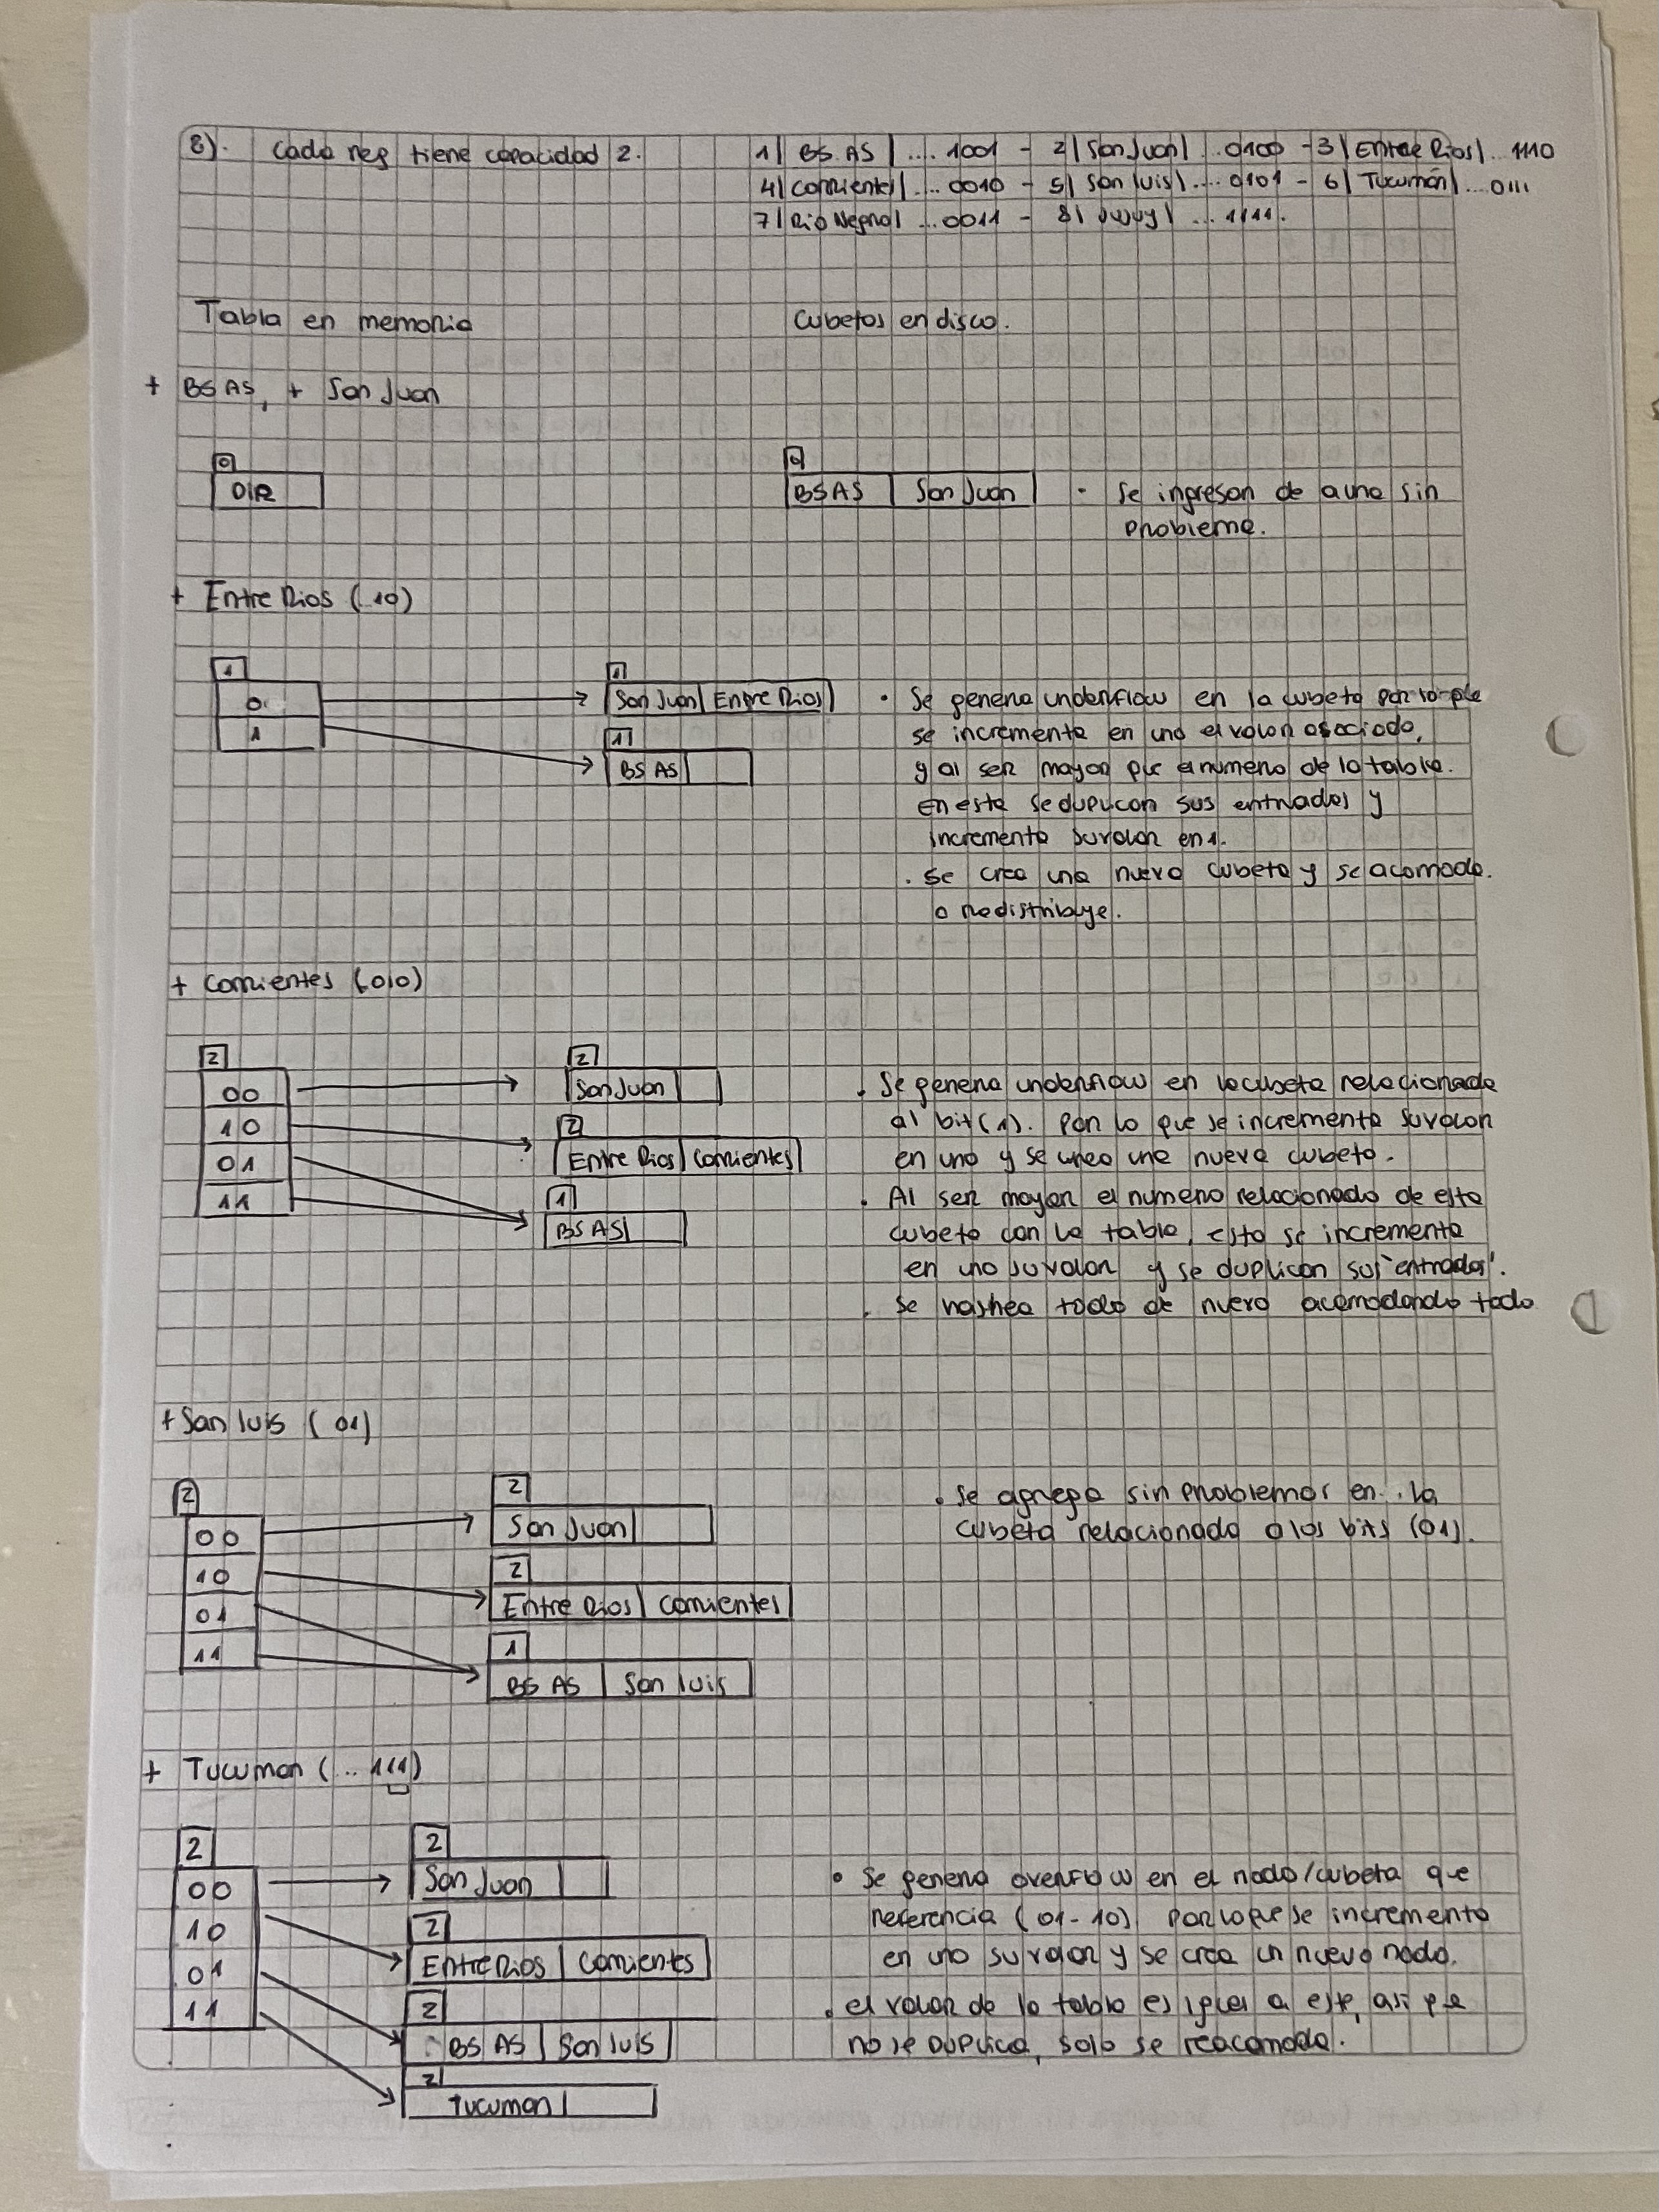 8). Cada reg tiene capacidad 2. 1| BS.AS |.... 1001 - 2| San Juan| ..0100 - 3| Entre Rios|.. 1110
4| Corrientes|.... 0010 - 5| San luis|.... 0101 - 6| Tucumán|...0111
7| Rio Negro| ...0011 - 8| Jujuy| ... 1111.
Tabla en memoria Cubetas en disco.
+ BS AS, + San Juan
0 0
DIR BS AS | San Juan • Se ingresan de a una sin
problema.
+ Entre Rios (10)
1 1
0 San Juan | Entre Rios • Se genera underflow en la cubeta por lo que
1 1 se incrementa en uno el valor asociado,
BS AS y al ser mayor que el numero de la tabla.
en esta se duplican sus entradas y
incrementa su valor en 1.
. Se crea una nueva cubeta y se acomoda.
o redistribuye.
+ Corrientes (010)
2 2
00 San Juan . Se genera underflow en la cubeta relacionada
10 2 al bit (1). Por lo que se incrementa su valor
01 Entre Rios | Corrientes en uno y se crea una nueva cubeta.
11 1 . Al ser mayor el numero relacionado de esta
BS AS cubeta con la tabla, esta se incrementa
en uno su valor y se duplican sus "entradas".
. Se hashea todo de nuevo acomodando todo
+ San luis (01)
2 2 . Se agrega sin problemas en la
00 San Juan cubeta relacionada a los bits (01).
10 2
01 Entre Rios | Corrientes
11 1
BS AS | San luis
+ Tucuman (..111)
2 2
00 San Juan • Se genera overflow en el nodo/cubeta que
10 2 referencia (01-10) por lo que se incrementa
01 Entre Rios | Corrientes en uno su valor y se crea un nuevo nodo.
11 2 . el valor de la tabla es igual a este, asi que
BS AS | San luis no se duplica, solo se reacomoda.
2
Tucuman